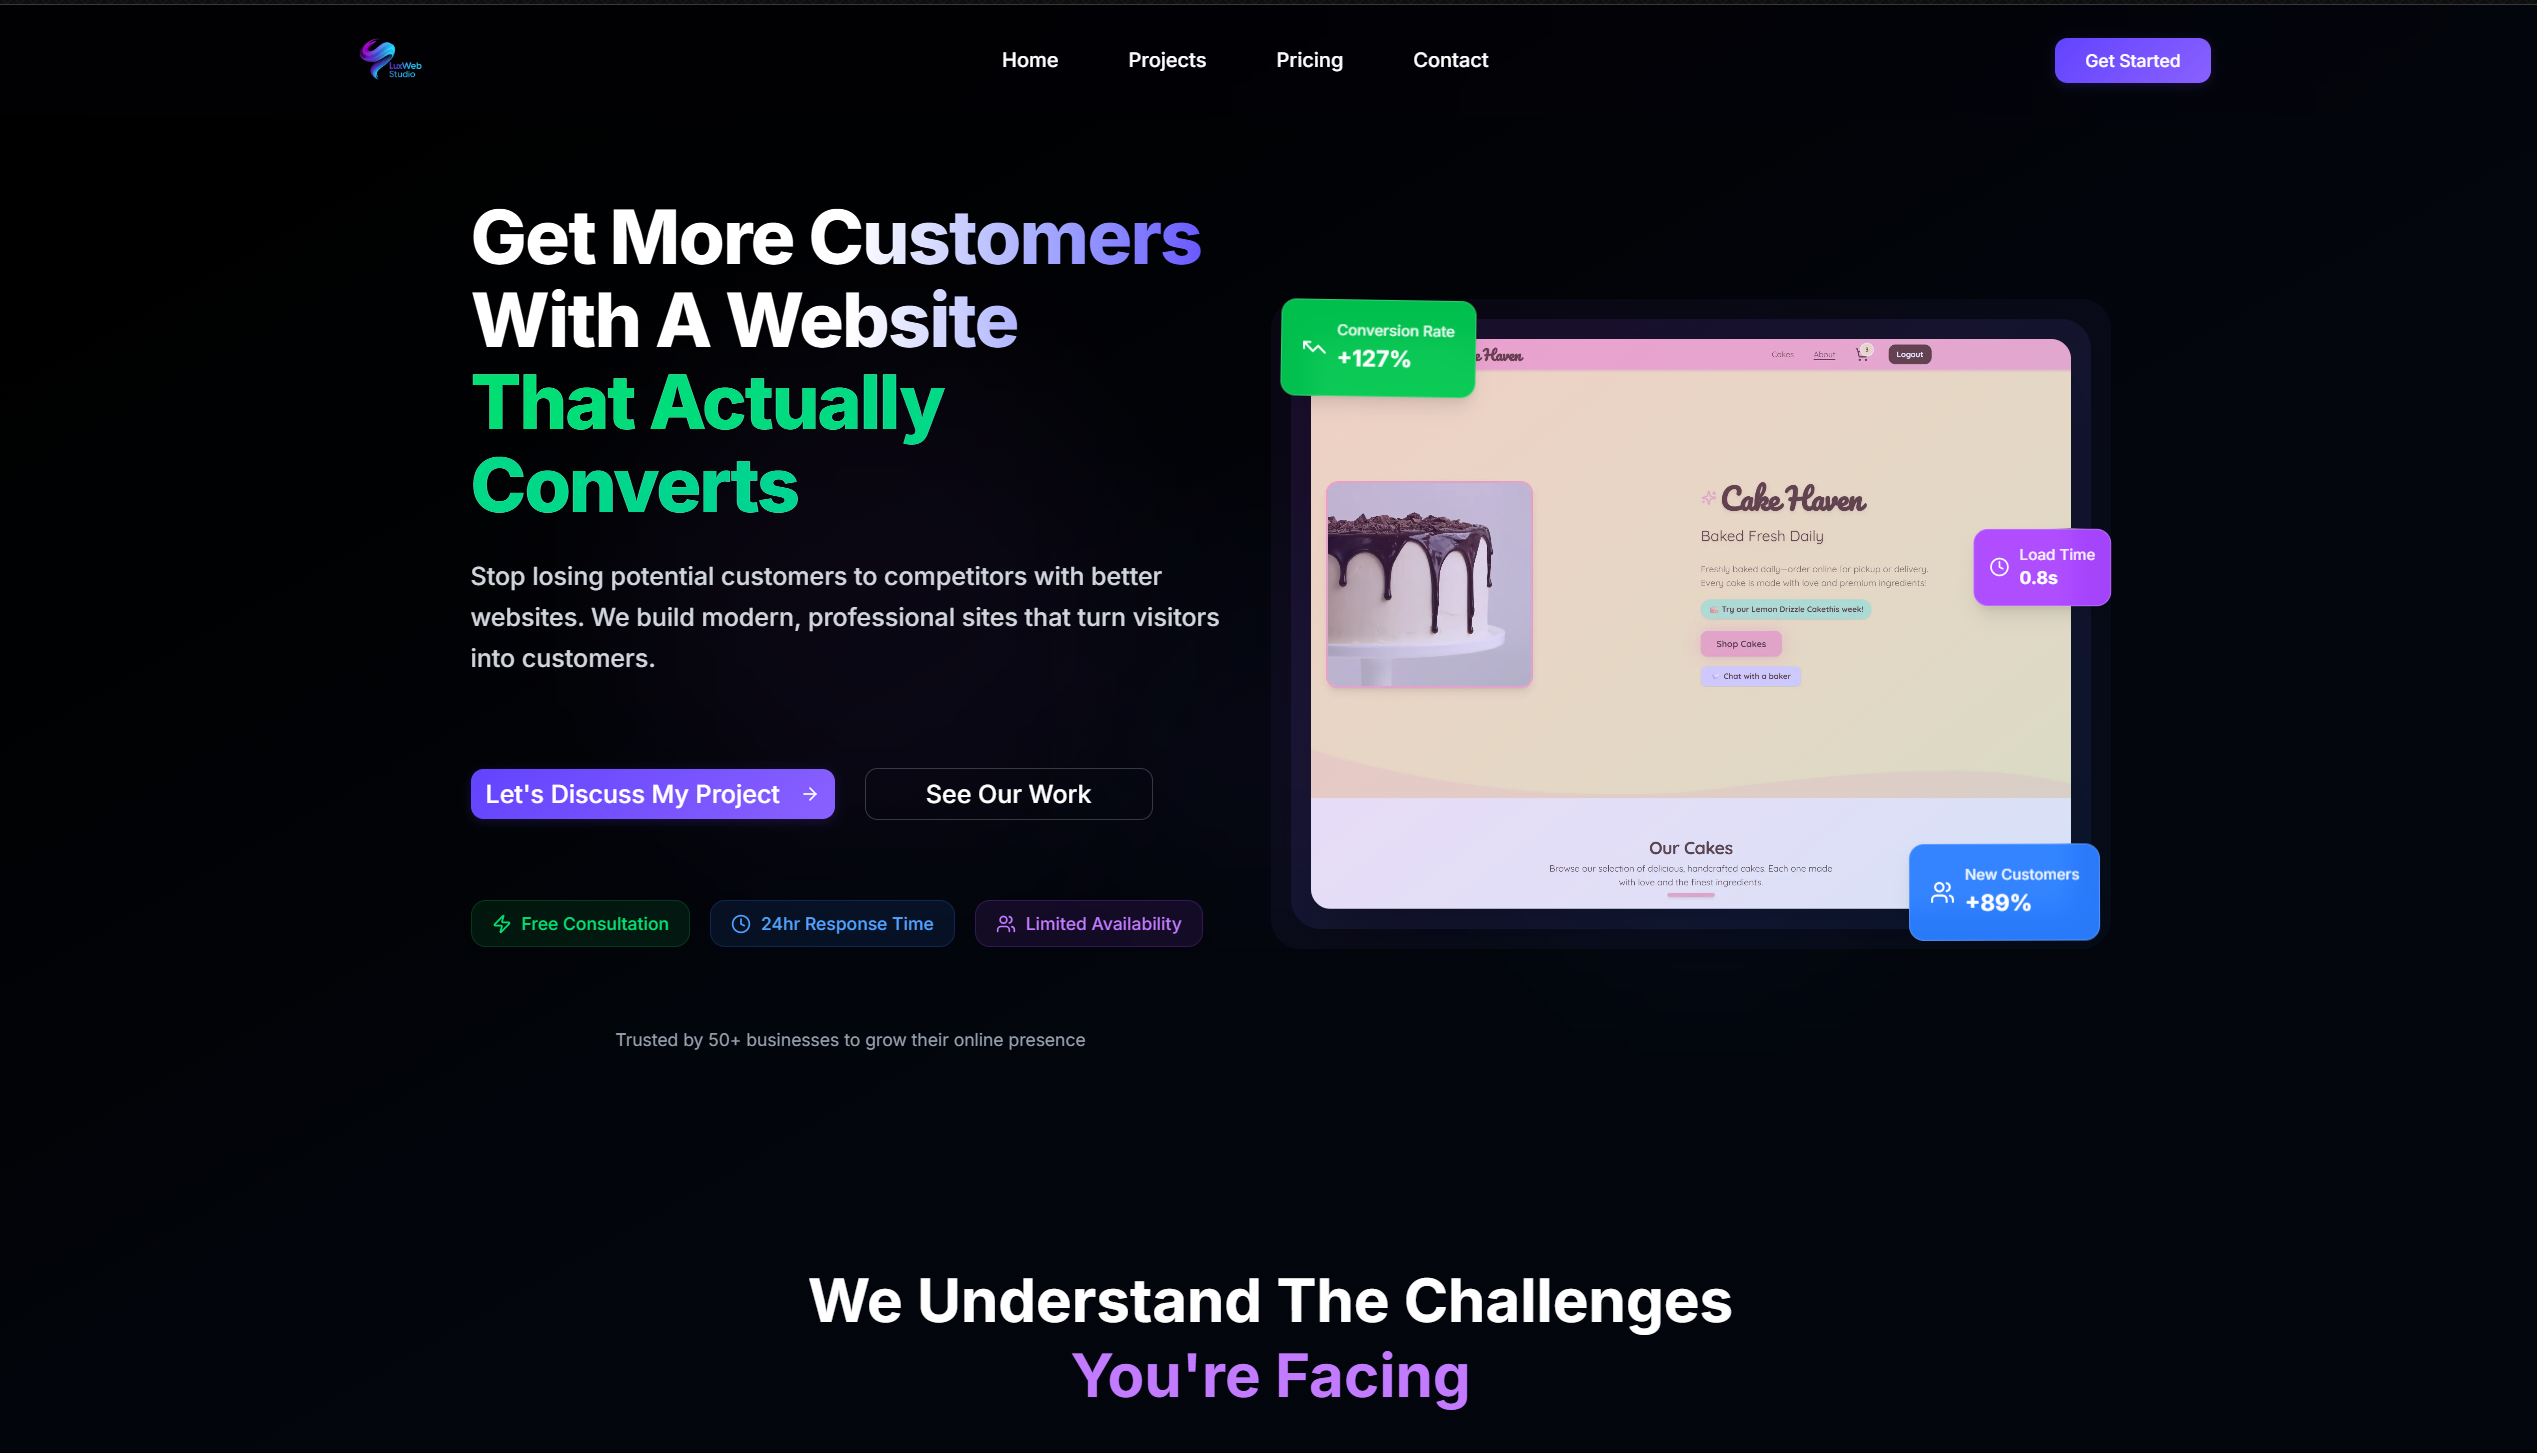 LuxWeb
Studio
Home
Projects
Pricing
Contact
Get Started
Get More Customers
With A Website
That Actually
Converts
Stop losing potential customers to competitors with better
websites. We build modern, professional sites that turn visitors
into customers.
Let's Discuss My Project
See Our Work
Free Consultation
24hr Response Time
Limited Availability
Trusted by 50+ businesses to grow their online presence
Conversion Rate
+127%
Haven
Cakes
About
Logout
Cake Haven
Baked Fresh Daily
Freshly baked daily—order online for pickup or delivery.
Every cake is made with love and premium ingredients!
Try our Lemon Drizzle Cakethis week!
Shop Cakes
Chat with a baker
Load Time
0.8s
Our Cakes
Browse our selection of delicious, handcrafted cakes. Each one made
with love and the finest ingredients.
New Customers
+89%
We Understand The Challenges
You're Facing